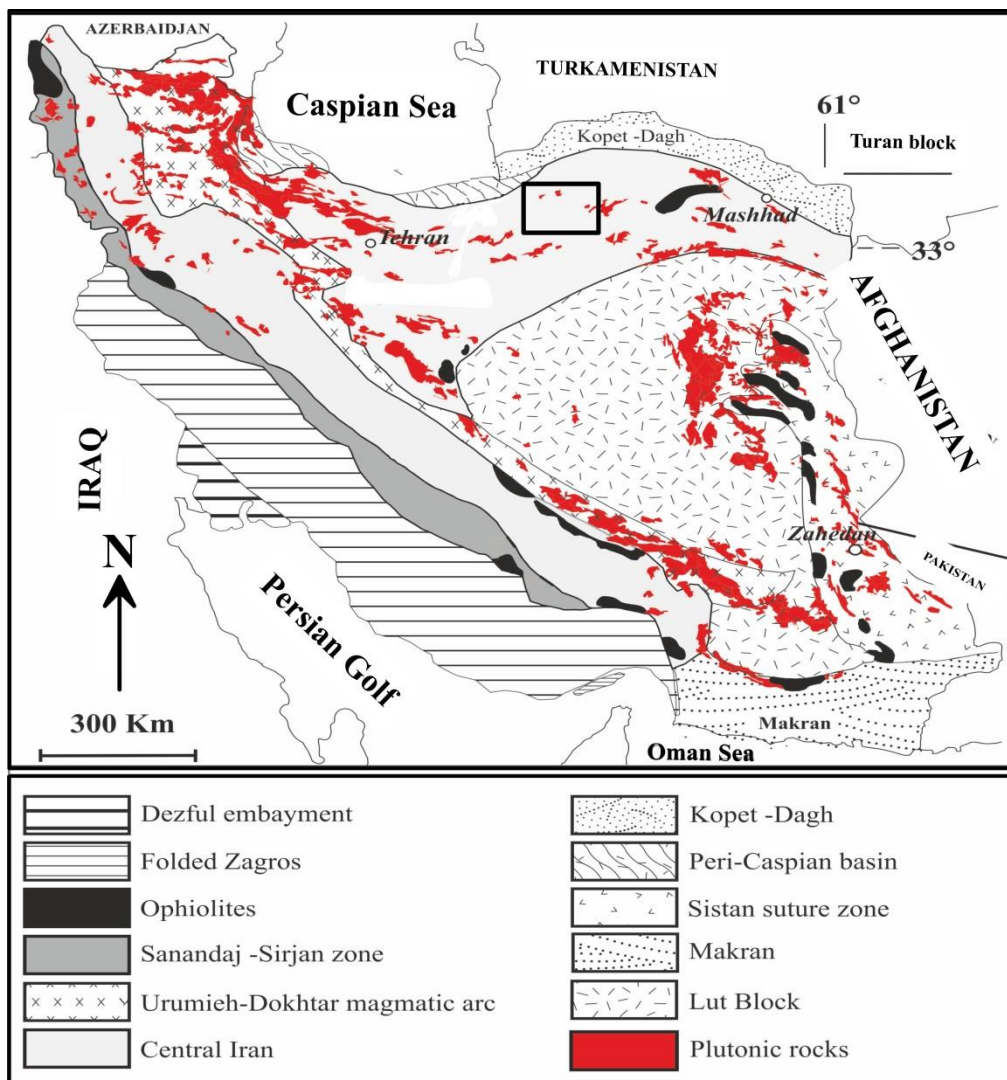 AZERBAIDJAN
TURKAMENISTAN
Caspian Sea
61°
Kopet -Dagh
Turan block
Mashhad
Tehran
33°
AFGHANISTAN
IRAQ
N
Zahedan
PAKISTAN
Persian Golf
300 Km
Makran
Oman Sea
Dezful embayment
Folded Zagros
Ophiolites
Sanandaj -Sirjan zone
Urumieh-Dokhtar magmatic arc
Central Iran
Kopet -Dagh
Peri-Caspian basin
Sistan suture zone
Makran
Lut Block
Plutonic rocks